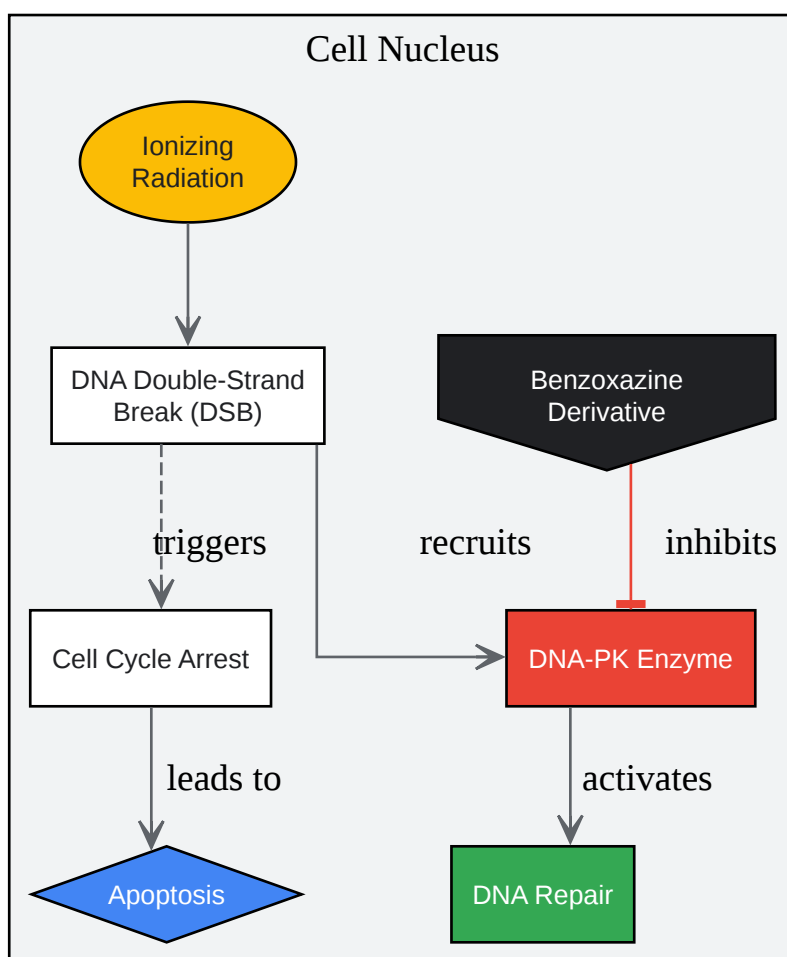 Cell Nucleus
Ionizing
Radiation
DNA Double-Strand
Break (DSB)
Benzoxazine
Derivative
triggers
recruits
inhibits
Cell Cycle Arrest
DNA-PK Enzyme
leads to
activates
Apoptosis
DNA Repair